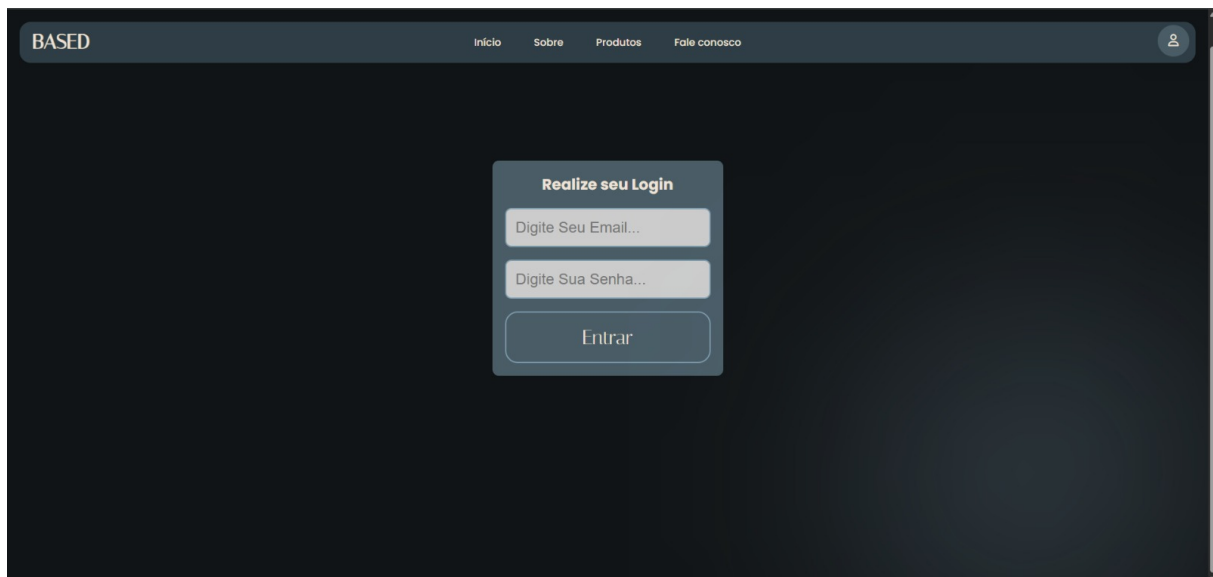 BASED
Início Sobre Produtos Fale conosco
Realize seu Login
Digite Seu Email...
Digite Sua Senha...
Entrar